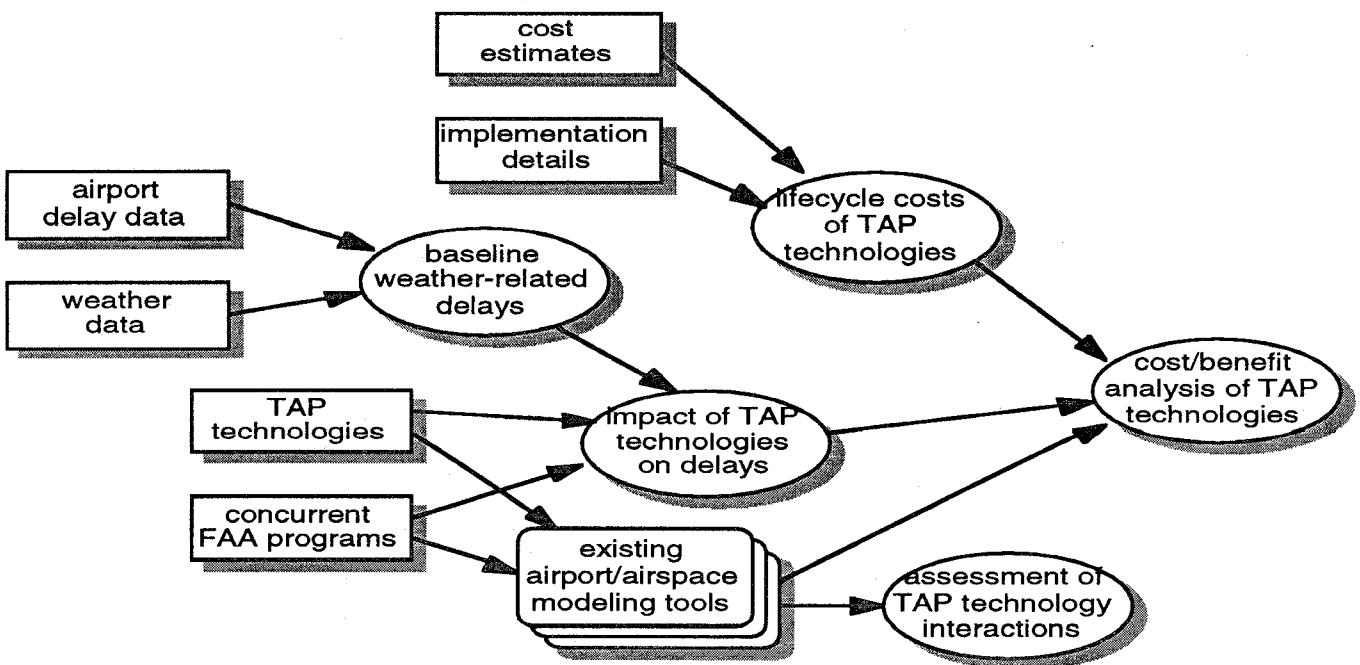 cost
estimates
implementation
details
airport
delay data
lifecycle costs
of TAP
technologies
baseline
weather-related
delays
weather
data
cost/benefit
analysis of TAP
technologies
TAP
technologies
impact of TAP
technologies
on delays
concurrent
FAA programs
existing
airport/airspace
modeling tools
assessment of
TAP technology
interactions